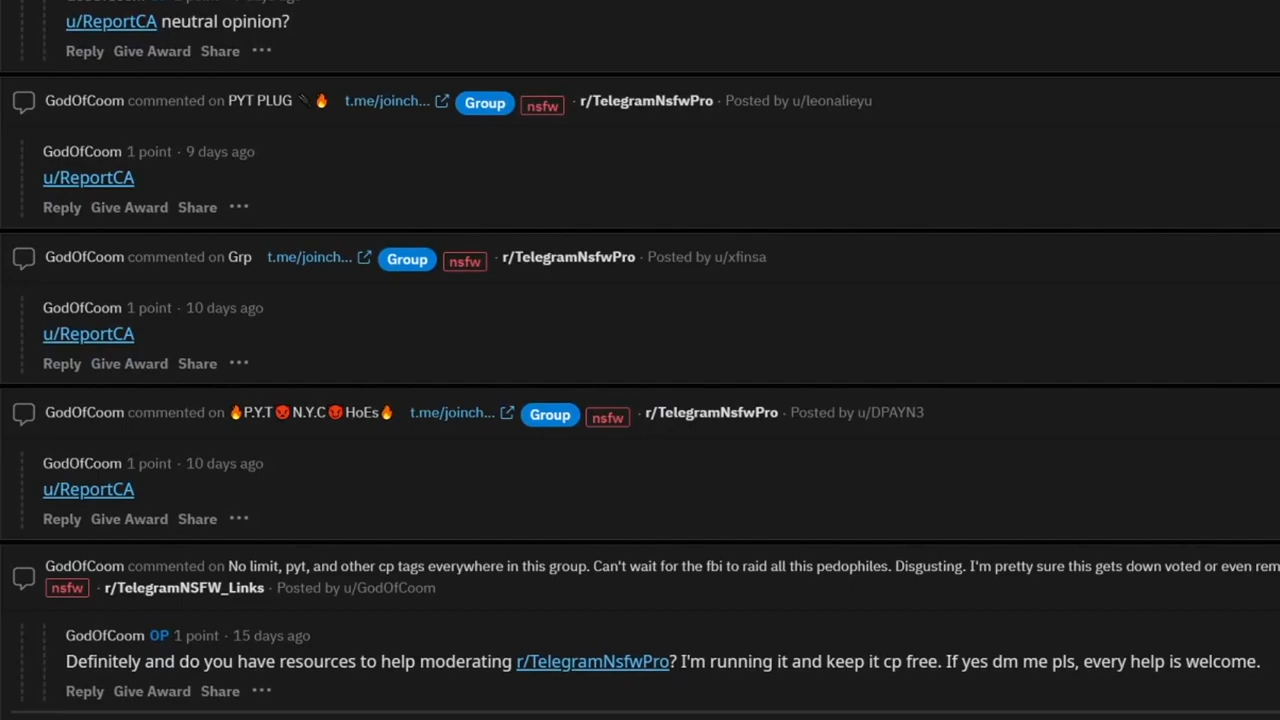 u/ReportCA neutral opinion?
Reply Give Award Share ···
GodOfCoom commented on PYT PLUG 🔌🔥 t.me/joinch... Group nsfw · r/TelegramNsfwPro · Posted by u/leonalieyu
GodOfCoom 1 point · 9 days ago
u/ReportCA
Reply Give Award Share ···
GodOfCoom commented on Grp t.me/joinch... Group nsfw · r/TelegramNsfwPro · Posted by u/xfinsa
GodOfCoom 1 point · 10 days ago
u/ReportCA
Reply Give Award Share ···
GodOfCoom commented on 🔥P.Y.T😡N.Y.C😡HoEs🔥 t.me/joinch... Group nsfw · r/TelegramNsfwPro · Posted by u/DPAYN3
GodOfCoom 1 point · 10 days ago
u/ReportCA
Reply Give Award Share ···
GodOfCoom commented on No limit, pyt, and other cp tags everywhere in this group. Can't wait for the fbi to raid all this pedophiles. Disgusting. I'm pretty sure this gets down voted or even rem
nsfw · r/TelegramNSFW_Links · Posted by u/GodOfCoom
GodOfCoom OP 1 point · 15 days ago
Definitely and do you have resources to help moderating r/TelegramNsfwPro? I'm running it and keep it cp free. If yes dm me pls, every help is welcome.
Reply Give Award Share ···